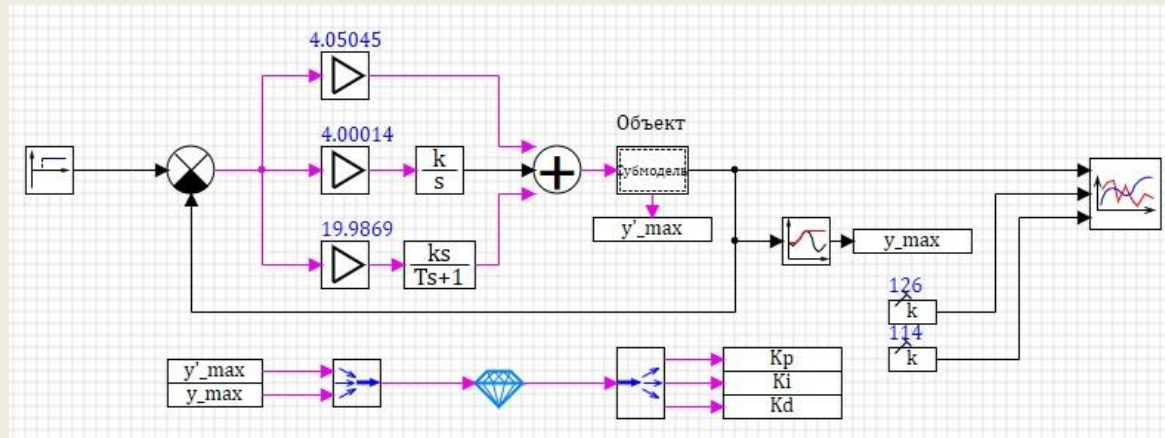 4.05045
Объект
4.00014
k
s
Субмодель
19.9869
y'_max
ks
Ts+1
y_max
126
k
114
k
y'_max
y_max
Kp
Ki
Kd